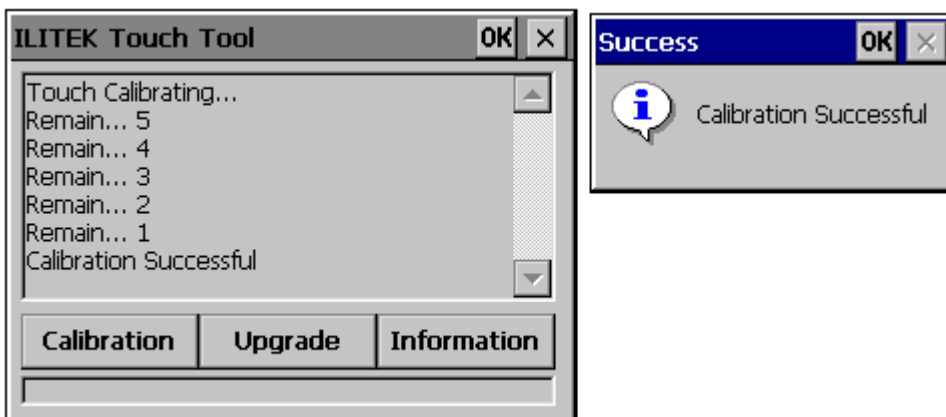 ILITEK Touch Tool OK ×
Touch Calibrating...
Remain... 5
Remain... 4
Remain... 3
Remain... 2
Remain... 1
Calibration Successful
Calibration Upgrade Information
Success OK ×
Calibration Successful